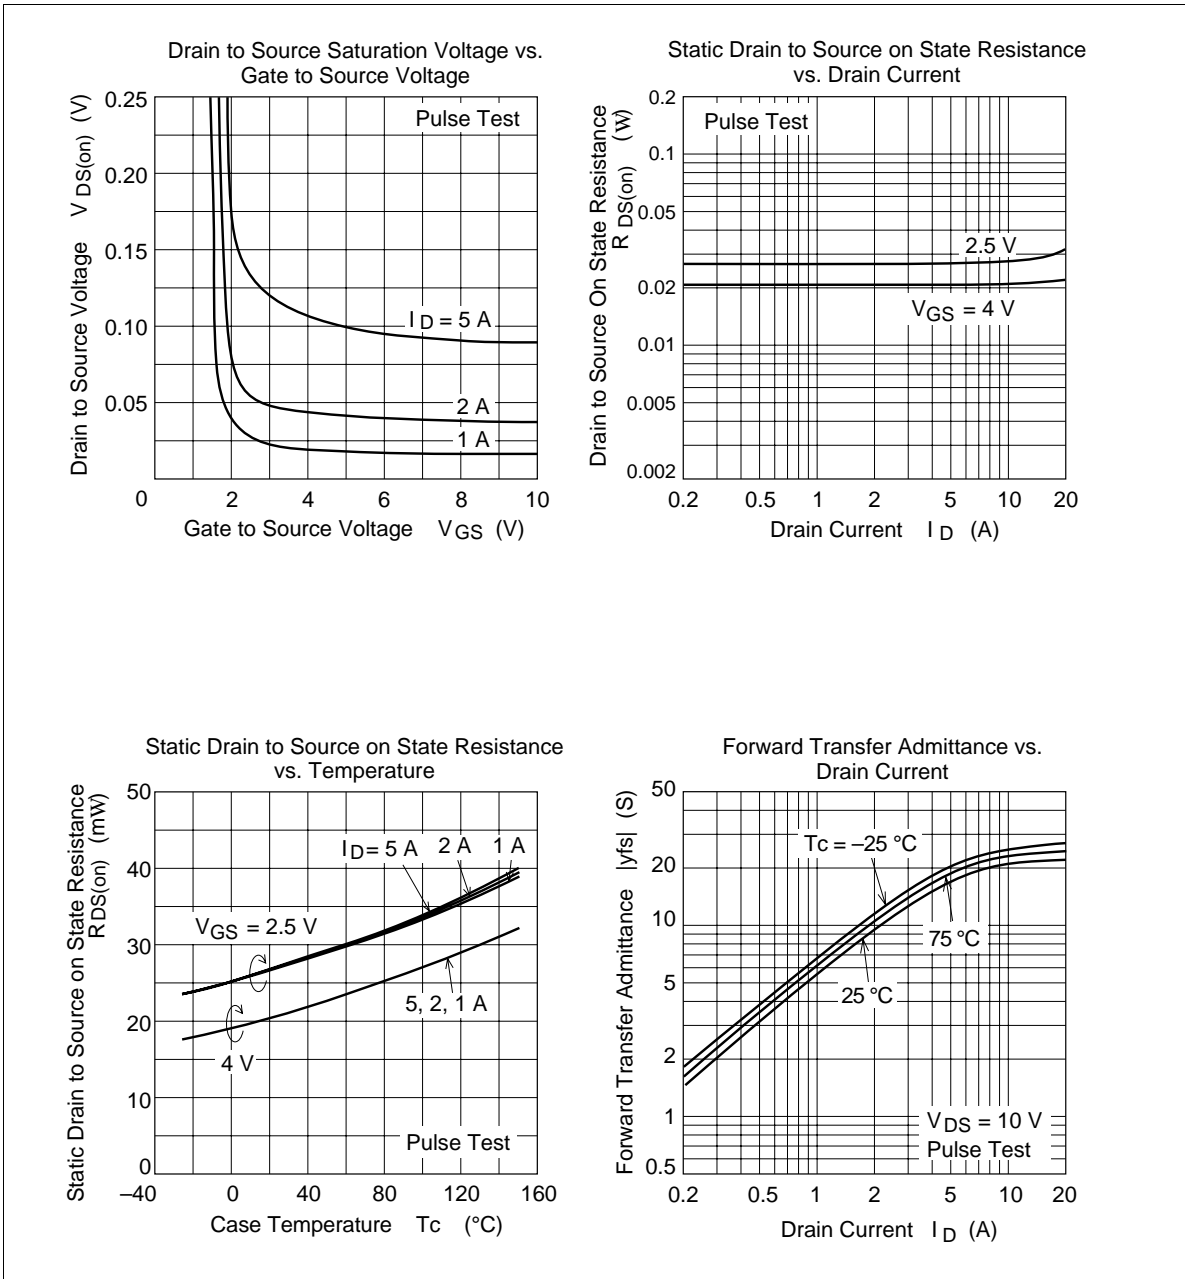 Drain to Source Saturation Voltage vs.
Gate to Source Voltage
Drain to Source Voltage V DS(on) (V)
0.25
0.20
0.15
0.10
0.05
Pulse Test
I D = 5 A
2 A
1 A
0 2 4 6 8 10
Gate to Source Voltage V GS (V)
Static Drain to Source on State Resistance
vs. Drain Current
Drain to Source On State Resistance
R DS(on) (W)
0.2
0.1
0.05
0.02
0.01
0.005
0.002
Pulse Test
2.5 V
VGS = 4 V
0.2 0.5 1 2 5 10 20
Drain Current I D (A)
Static Drain to Source on State Resistance
vs. Temperature
Static Drain to Source on State Resistance
RDS(on) (mW)
50
40
30
20
10
0
I D = 5 A 2 A 1 A
VGS = 2.5 V
5, 2, 1 A
4 V
Pulse Test
–40 0 40 80 120 160
Case Temperature Tc (°C)
Forward Transfer Admittance vs.
Drain Current
Forward Transfer Admittance |yfs| (S)
50
20
10
5
2
1
0.5
Tc = –25 °C
75 °C
25 °C
V DS = 10 V
Pulse Test
0.2 0.5 1 2 5 10 20
Drain Current I D (A)